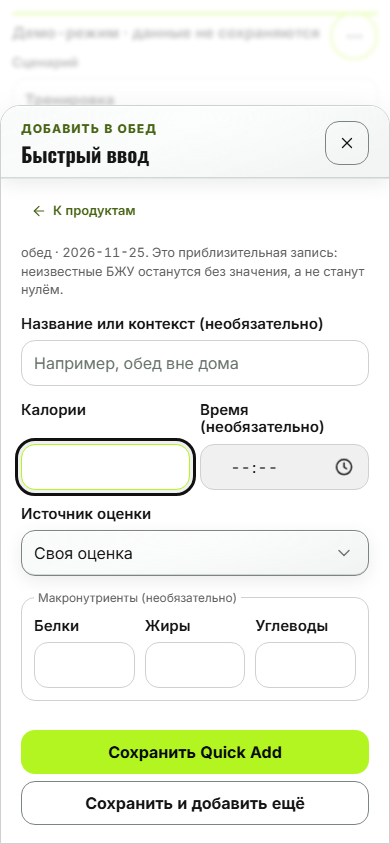 Демо-режим · данные не сохраняются
Сценарий
Тренировка
ДОБАВИТЬ В ОБЕД
Быстрый ввод
К продуктам
обед · 2026-11-25. Это приблизительная запись:
неизвестные БЖУ останутся без значения, а не станут
нулём.
Название или контекст (необязательно)
Например, обед вне дома
Калории
Время
(необязательно)
--:--
Источник оценки
Своя оценка
Макронутриенты (необязательно)
Белки
Жиры
Углеводы
Сохранить Quick Add
Сохранить и добавить ещё